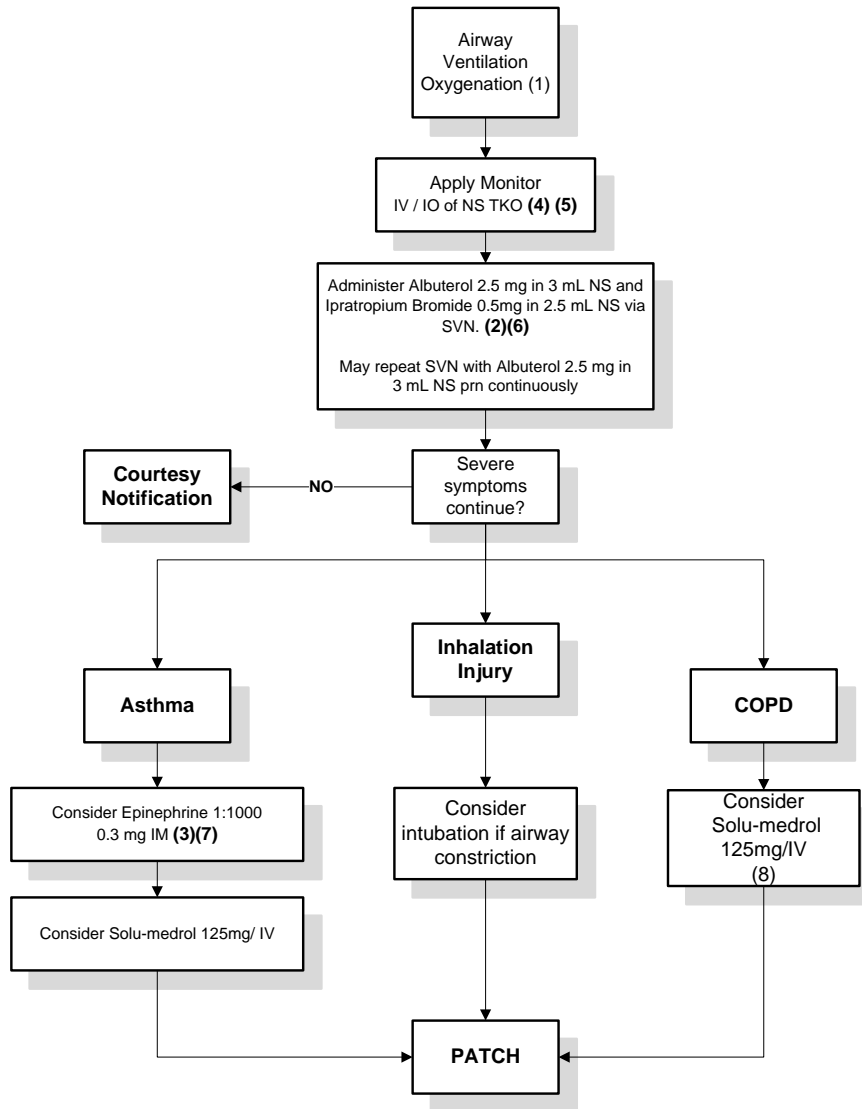 Airway
Ventilation
Oxygenation (1)
Apply Monitor
IV / IO of NS TKO (4) (5)
Administer Albuterol 2.5 mg in 3 mL NS and
Ipratropium Bromide 0.5mg in 2.5 mL NS via
SVN. (2)(6)
May repeat SVN with Albuterol 2.5 mg in
3 mL NS prn continuously
Severe
symptoms
continue?
NO
Courtesy
Notification
Asthma
Inhalation
Injury
COPD
Consider Epinephrine 1:1000
0.3 mg IM (3)(7)
Consider
intubation if airway
constriction
Consider
Solu-medrol
125mg/IV
(8)
Consider Solu-medrol 125mg/ IV
PATCH